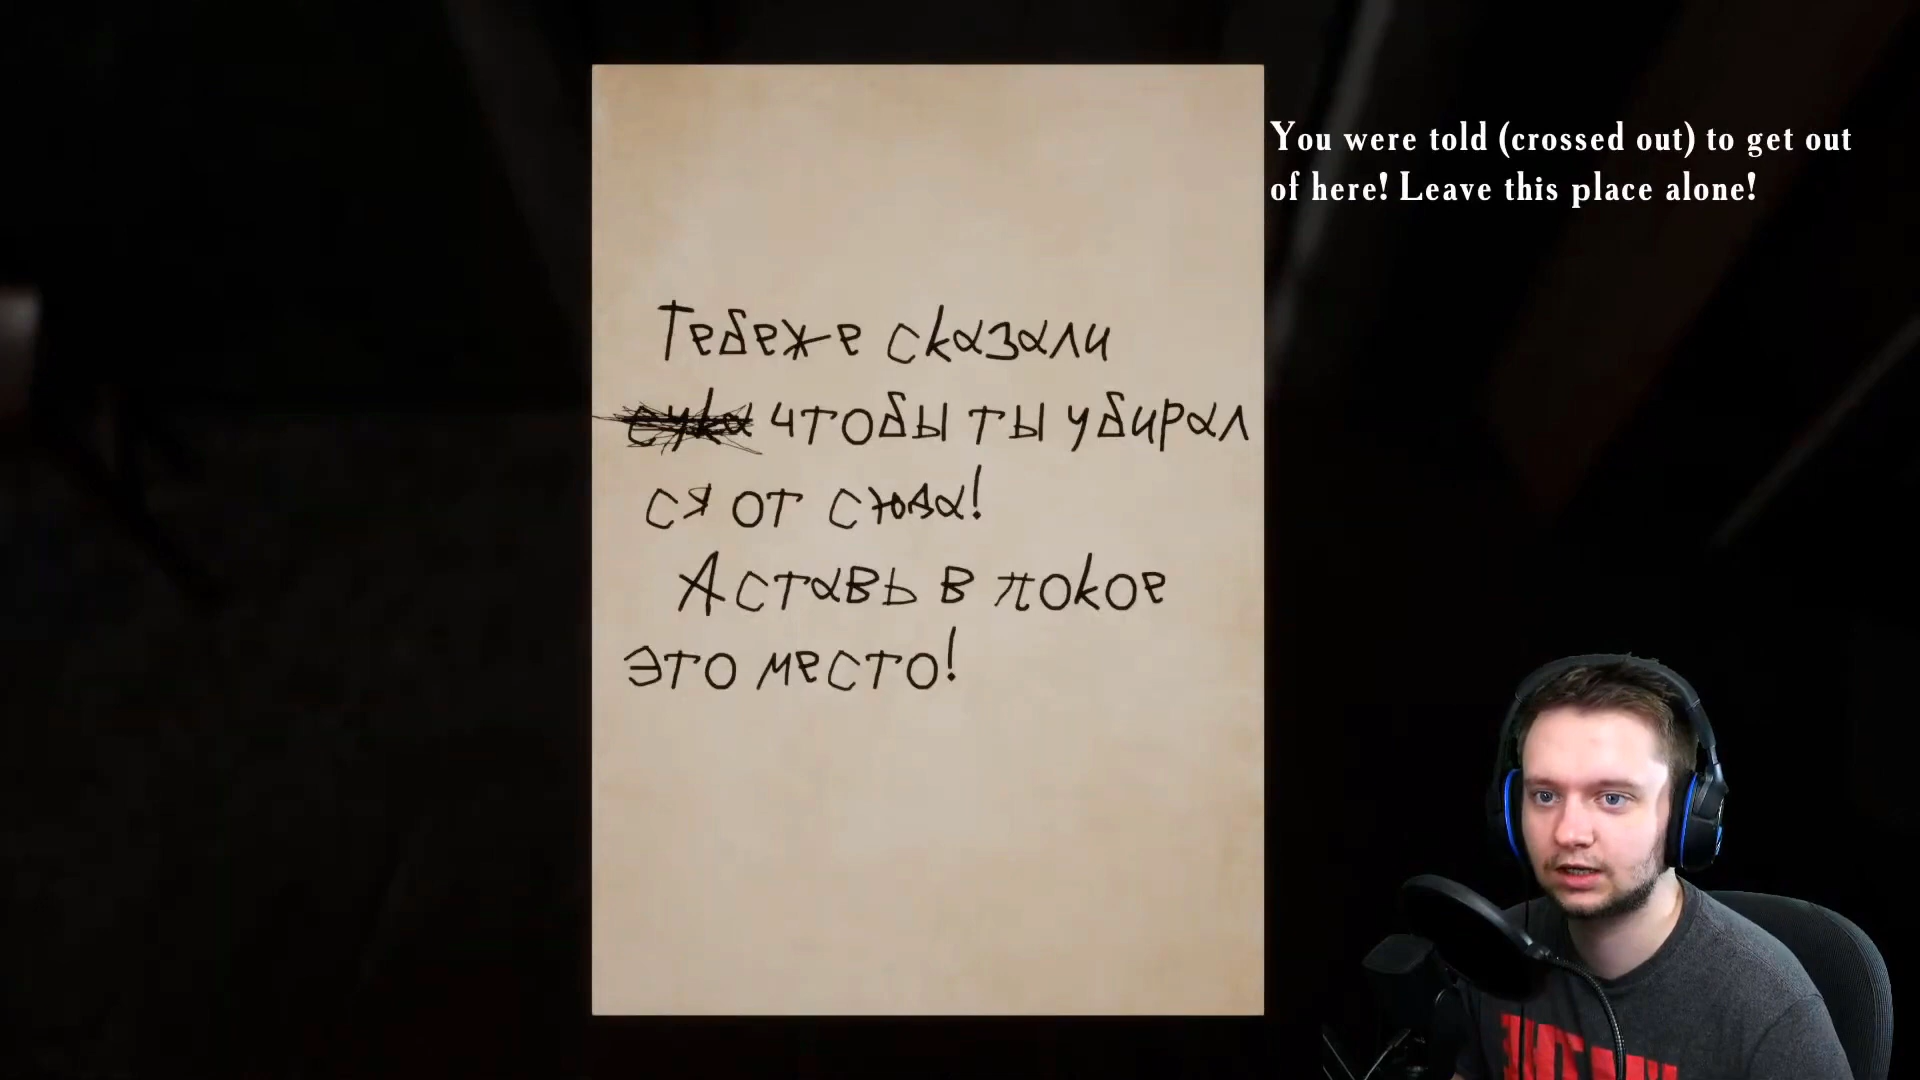 You were told (crossed out) to get out
of here! Leave this place alone!
Тебеже сказали
сука чтобы ты убирал
ся от сюда!
Аставь в покое
это место!